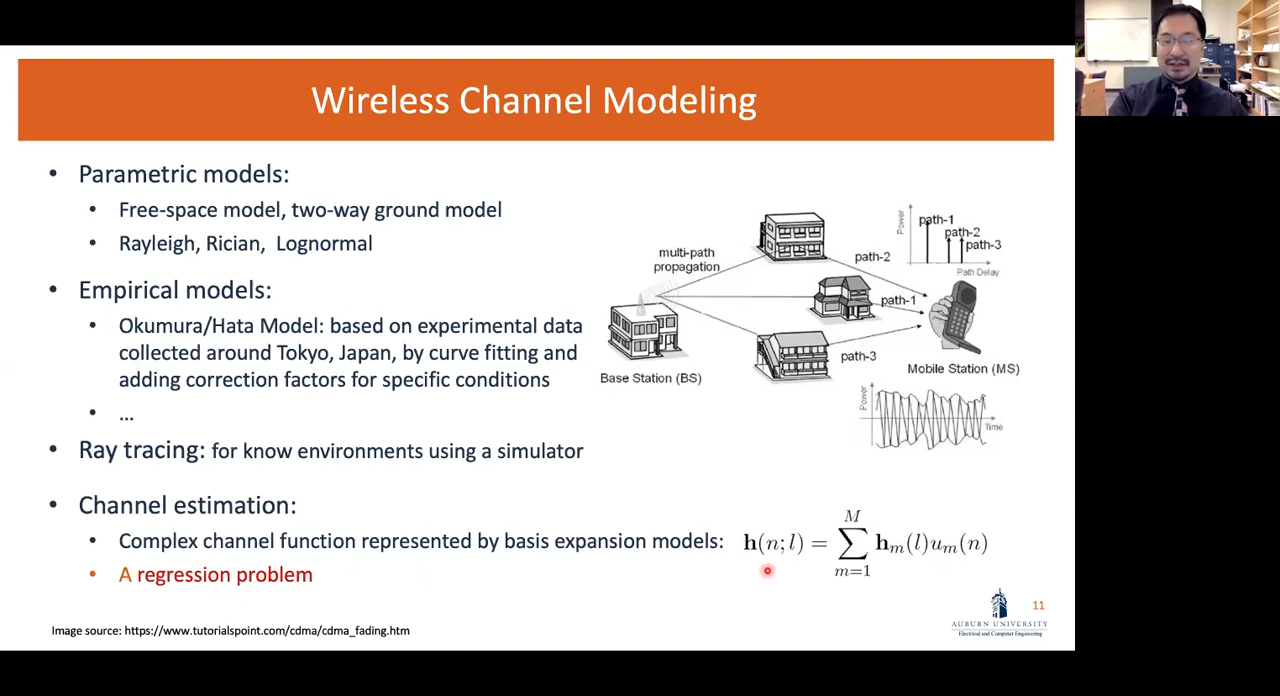 Wireless Channel Modeling
• Parametric models:
• Free-space model, two-way ground model
• Rayleigh, Rician, Lognormal
• Empirical models:
• Okumura/Hata Model: based on experimental data
collected around Tokyo, Japan, by curve fitting and
adding correction factors for specific conditions
• ...
• Ray tracing: for know environments using a simulator
• Channel estimation:
• Complex channel function represented by basis expansion models:
h(n; l) = \sum_{m=1}^{M} h_m(l)u_m(n)
• A regression problem
multi-path
propagation
Base Station (BS)
path-2
path-1
path-3
Power
path-1
path-2
path-3
Path Delay
Mobile Station (MS)
Power
Time
Image source: https://www.tutorialspoint.com/cdma/cdma_fading.htm
11
AUBURN UNIVERSITY
Electrical and Computer Engineering